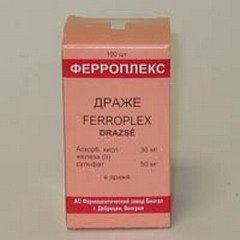 100 шт
ФЕРРОПЛЕКС
ДРАЖЕ
FERROPLEX
DRAZSÉ
Аскорб. кисл. 30 мг
железа (II)
сульфат 50 мг
в драже
АО Фармацевтический завод Биогал
г. Дебрецен, Венгрия